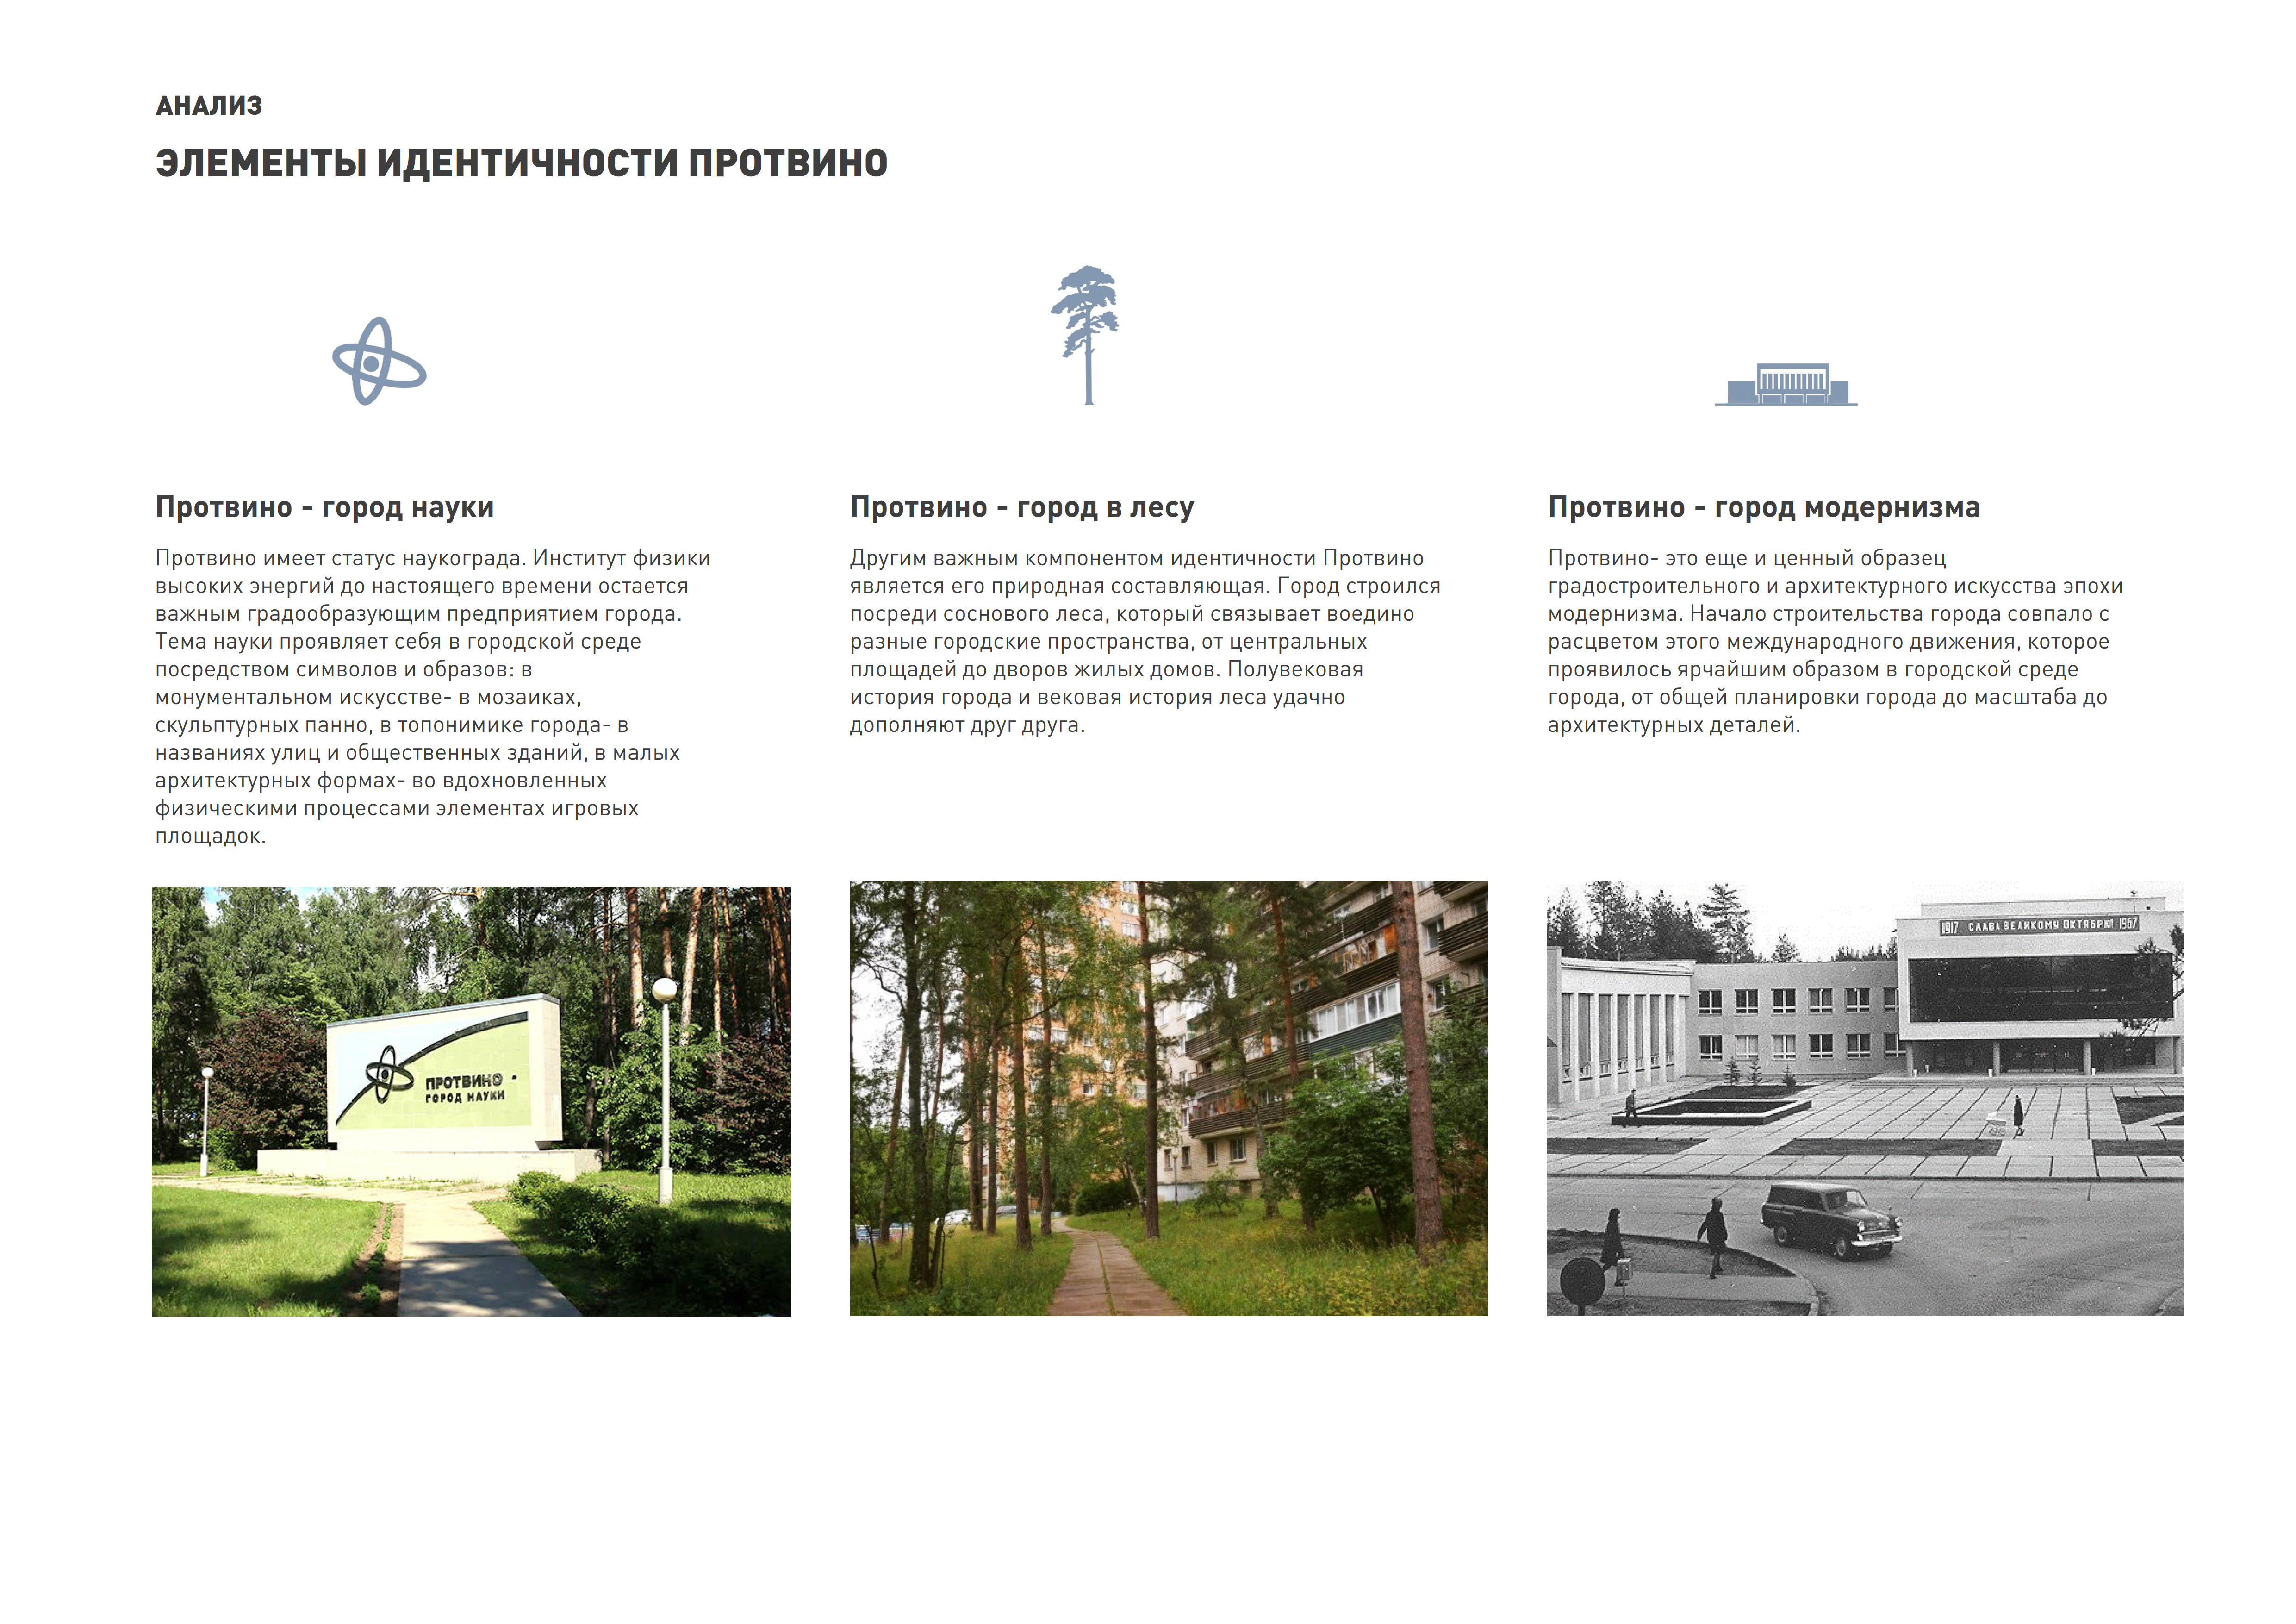 АНАЛИЗ
ЭЛЕМЕНТЫ ИДЕНТИЧНОСТИ ПРОТВИНО
Протвино - город науки
Протвино имеет статус наукограда. Институт физики
высоких энергий до настоящего времени остается
важным градообразующим предприятием города.
Тема науки проявляет себя в городской среде
посредством символов и образов: в
монументальном искусстве- в мозаиках,
скульптурных панно, в топонимике города- в
названиях улиц и общественных зданий, в малых
архитектурных формах- во вдохновленных
физическими процессами элементах игровых
площадок.
Протвино - город в лесу
Другим важным компонентом идентичности Протвино
является его природная составляющая. Город строился
посреди соснового леса, который связывает воедино
разные городские пространства, от центральных
площадей до дворов жилых домов. Полувековая
история города и вековая история леса удачно
дополняют друг друга.
Протвино - город модернизма
Протвино- это еще и ценный образец
градостроительного и архитектурного искусства эпохи
модернизма. Начало строительства города совпало с
расцветом этого международного движения, которое
проявилось ярчайшим образом в городской среде
города, от общей планировки города до масштаба до
архитектурных деталей.
ПРОТВИНО -
ГОРОД НАУКИ
1917 СЛАВА ВЕЛИКОМУ ОКТЯБРЮ! 1967